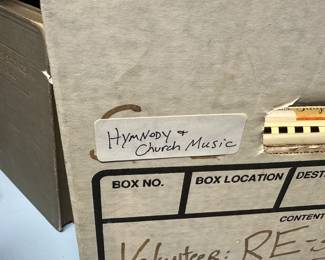 Hymnody +
Church Music
BOX NO.
BOX LOCATION
DEST
CONTENT
Volunteer: RE-